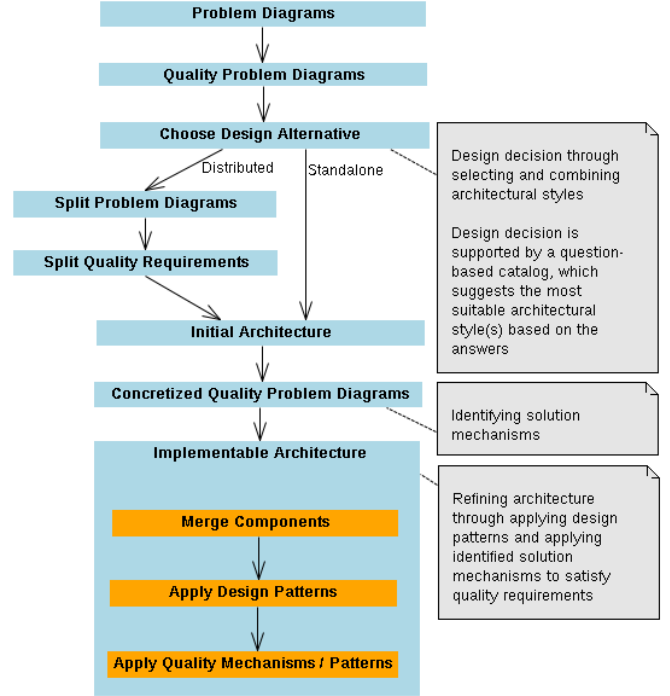 Problem Diagrams
Quality Problem Diagrams
Choose Design Alternative
Distributed
Standalone
Split Problem Diagrams
Split Quality Requirements
Initial Architecture
Concretized Quality Problem Diagrams
Implementable Architecture
Merge Components
Apply Design Patterns
Apply Quality Mechanisms / Patterns
Design decision through
selecting and combining
architectural styles
Design decision is
supported by a question-
based catalog, which
suggests the most
suitable architectural
style(s) based on the
answers
Identifying solution
mechanisms
Refining architecture
through applying design
patterns and applying
identified solution
mechanisms to satisfy
quality requirements